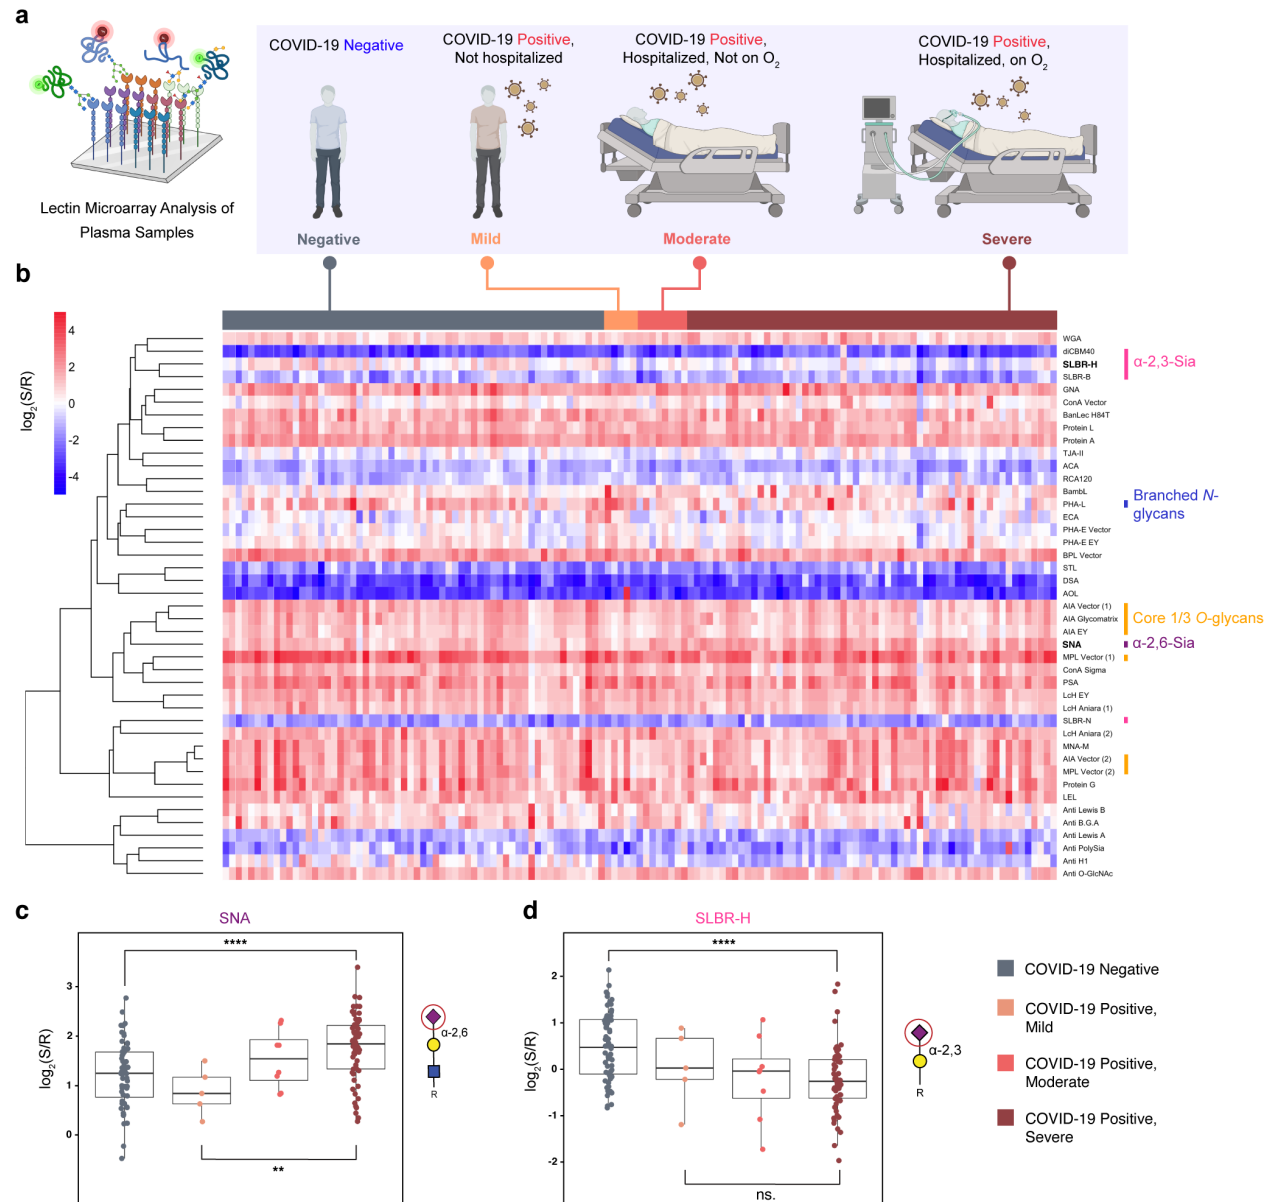 a
Lectin Microarray Analysis of
Plasma Samples
COVID-19 Negative
COVID-19 Positive,
Not hospitalized
COVID-19 Positive,
Hospitalized, Not on O2
COVID-19 Positive,
Hospitalized, on O2
Negative
Mild
Moderate
Severe
b
log2(S/R)
4
2
0
-2
-4
WGA
diCBM40
SLBR-H
SLBR-B
GNA
ConA Vector
BanLec H84T
Protein L
Protein A
TJA-II
ACA
RCA120
BambL
PHA-L
ECA
PHA-E Vector
PHA-E EY
BPL Vector
STL
DSA
AOL
AIA Vector (1)
AIA Glycomatrix
AIA EY
SNA
MPL Vector (1)
ConA Sigma
PSA
LcH EY
LcH Aniara (1)
SLBR-N
LcH Aniara (2)
MNA-M
AIA Vector (2)
MPL Vector (2)
Protein G
LEL
Anti Lewis B
Anti B.G.A
Anti Lewis A
Anti PolySia
Anti H1
Anti O-GlcNAc
α-2,3-Sia
Branched N-
glycans
Core 1/3 O-glycans
α-2,6-Sia
c
SNA
log2(S/R)
3
2
1
0
****
**
α-2,6
R
d
SLBR-H
log2(S/R)
2
1
0
-1
-2
****
ns.
α-2,3
R
COVID-19 Negative
COVID-19 Positive,
Mild
COVID-19 Positive,
Moderate
COVID-19 Positive,
Severe